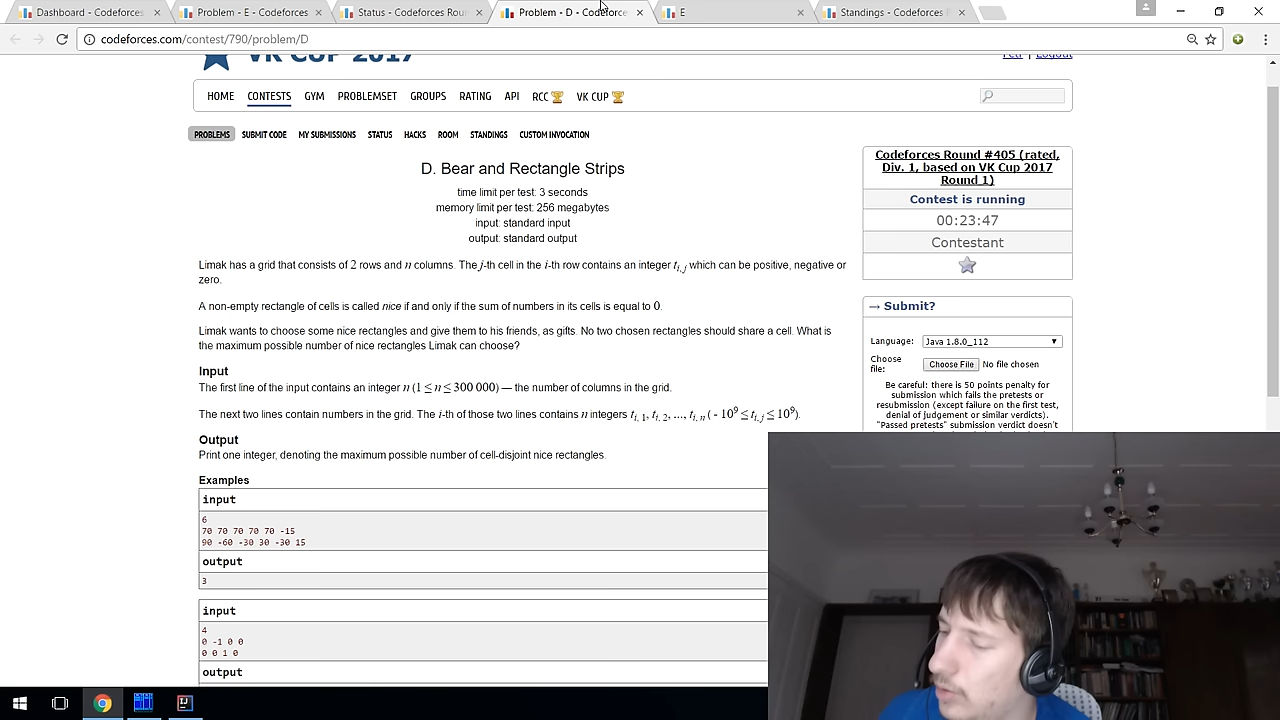 Dashboard - Codeforces
Problem - E - Codeforces
Status - Codeforces Rou
Problem - D - Codeforce
E
Standings - Codeforces
codeforces.com/contest/790/problem/D
VK CUP 2017
Petr | Logout
HOME CONTESTS GYM PROBLEMSET GROUPS RATING API RCC VK CUP
PROBLEMS SUBMIT CODE MY SUBMISSIONS STATUS HACKS ROOM STANDINGS CUSTOM INVOCATION
D. Bear and Rectangle Strips
time limit per test: 3 seconds
memory limit per test: 256 megabytes
input: standard input
output: standard output
Limak has a grid that consists of 2 rows and n columns. The j-th cell in the i-th row contains an integer t_{i, j} which can be positive, negative or
zero.
A non-empty rectangle of cells is called nice if and only if the sum of numbers in its cells is equal to 0.
Limak wants to choose some nice rectangles and give them to his friends, as gifts. No two chosen rectangles should share a cell. What is
the maximum possible number of nice rectangles Limak can choose?
Input
The first line of the input contains an integer n (1 ≤ n ≤ 300 000) — the number of columns in the grid.
The next two lines contain numbers in the grid. The i-th of those two lines contains n integers t_{i, 1}, t_{i, 2}, ..., t_{i, n} ( - 10^9 ≤ t_{i, j} ≤ 10^9).
Output
Print one integer, denoting the maximum possible number of cell-disjoint nice rectangles.
Examples
input
6
70 70 70 70 70 -15
90 -60 -30 30 -30 15
output
3
input
4
0 -1 0 0
0 0 1 0
output
Codeforces Round #405 (rated,
Div. 1, based on VK Cup 2017
Round 1)
Contest is running
00:23:47
Contestant
→ Submit?
Language: Java 1.8.0_112
Choose
file: Choose File No file chosen
Be careful: there is 50 points penalty for
submission which fails the pretests or
resubmission (except failure on the first test,
denial of judgement or similar verdicts).
"Passed pretests" submission verdict doesn't